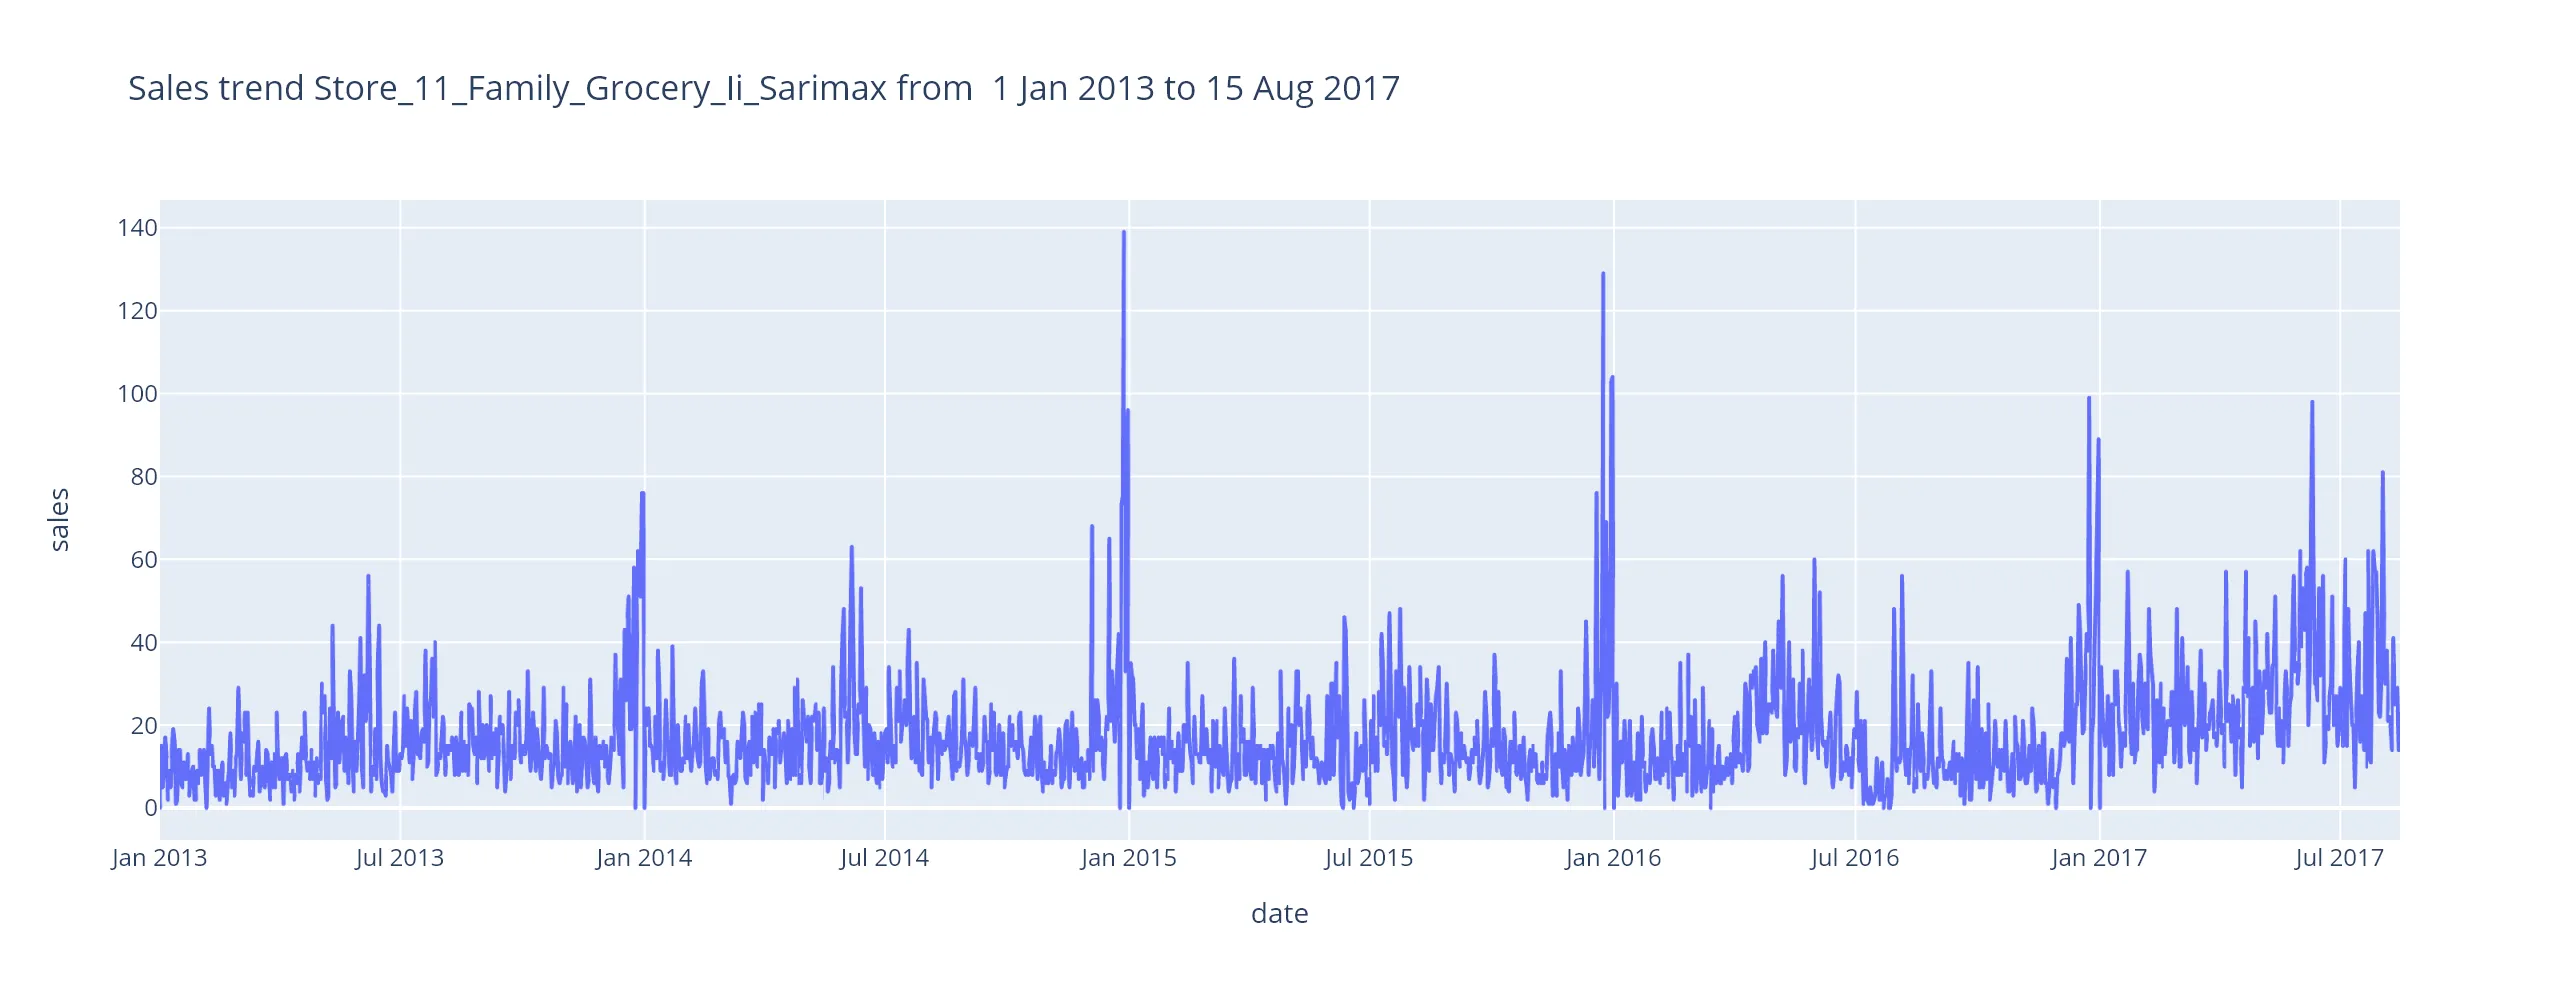 Sales trend Store_11_Family_Grocery_Ii_Sarimax from  1 Jan 2013 to 15 Aug 2017
140
120
100
80
60
40
20
0
sales
Jan 2013 Jul 2013 Jan 2014 Jul 2014 Jan 2015 Jul 2015 Jan 2016 Jul 2016 Jan 2017 Jul 2017
date